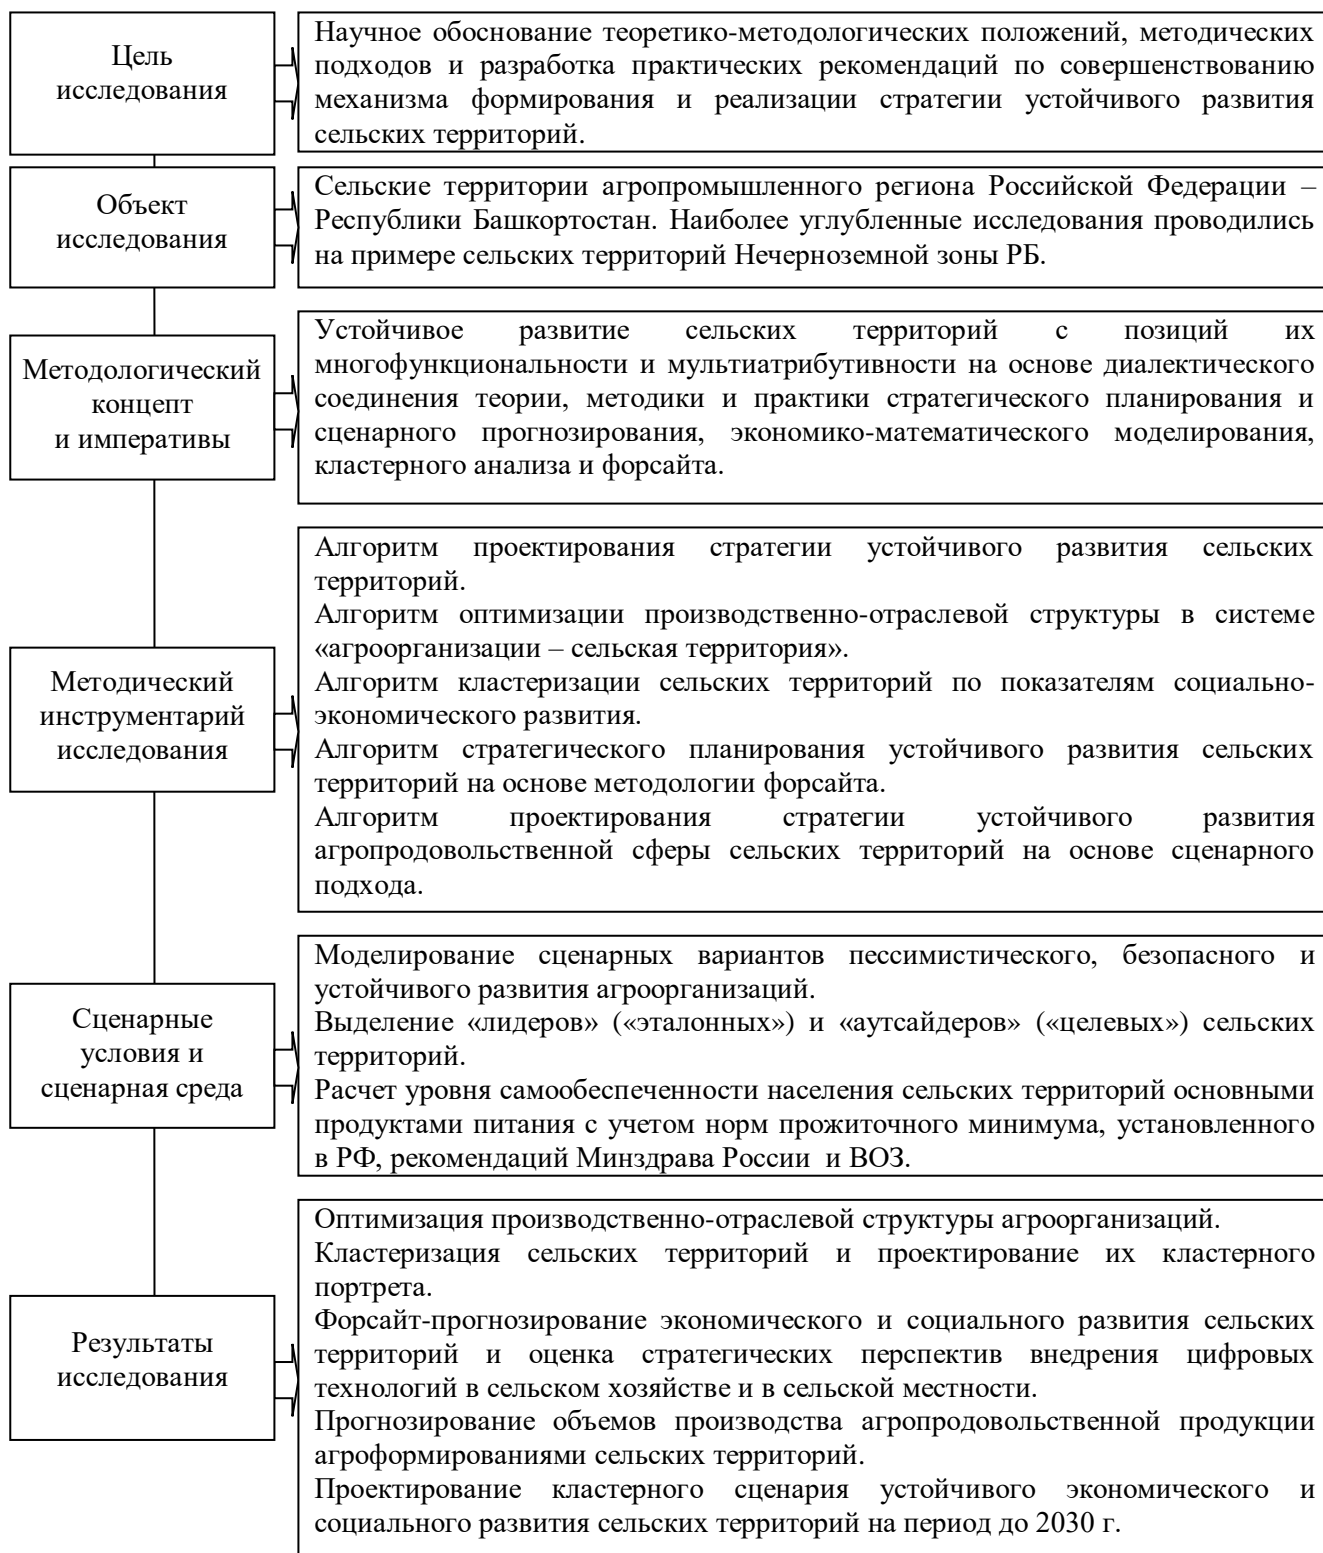 Цель
исследования
Научное обоснование теоретико-методологических положений, методических
подходов и разработка практических рекомендаций по совершенствованию
механизма формирования и реализации стратегии устойчивого развития
сельских территорий.
Объект
исследования
Сельские территории агропромышленного региона Российской Федерации –
Республики Башкортостан. Наиболее углубленные исследования проводились
на примере сельских территорий Нечерноземной зоны РБ.
Методологический
концепт
и императивы
Устойчивое развитие сельских территорий с позиций их
многофункциональности и мультиатрибутивности на основе диалектического
соединения теории, методики и практики стратегического планирования и
сценарного прогнозирования, экономико-математического моделирования,
кластерного анализа и форсайта.
Методический
инструментарий
исследования
Алгоритм проектирования стратегии устойчивого развития сельских
территорий.
Алгоритм оптимизации производственно-отраслевой структуры в системе
«агроорганизации – сельская территория».
Алгоритм кластеризации сельских территорий по показателям социально-
экономического развития.
Алгоритм стратегического планирования устойчивого развития сельских
территорий на основе методологии форсайта.
Алгоритм проектирования стратегии устойчивого развития
агропродовольственной сферы сельских территорий на основе сценарного
подхода.
Сценарные
условия и
сценарная среда
Моделирование сценарных вариантов пессимистического, безопасного и
устойчивого развития агроорганизаций.
Выделение «лидеров» («эталонных») и «аутсайдеров» («целевых») сельских
территорий.
Расчет уровня самообеспеченности населения сельских территорий основными
продуктами питания с учетом норм прожиточного минимума, установленного
в РФ, рекомендаций Минздрава России и ВОЗ.
Результаты
исследования
Оптимизация производственно-отраслевой структуры агроорганизаций.
Кластеризация сельских территорий и проектирование их кластерного
портрета.
Форсайт-прогнозирование экономического и социального развития сельских
территорий и оценка стратегических перспектив внедрения цифровых
технологий в сельском хозяйстве и в сельской местности.
Прогнозирование объемов производства агропродовольственной продукции
агроформированиями сельских территорий.
Проектирование кластерного сценария устойчивого экономического и
социального развития сельских территорий на период до 2030 г.